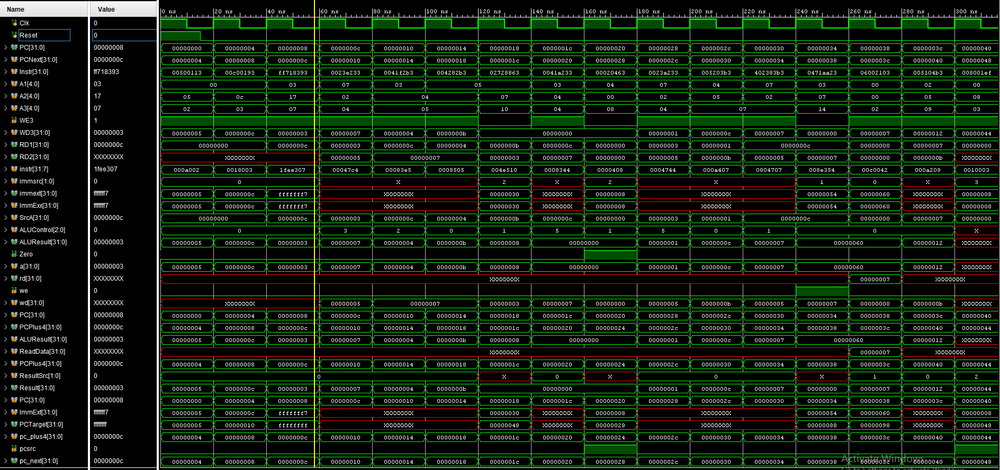 Name Value 0 ns 20 ns 40 ns 60 ns 80 ns 100 ns 120 ns 140 ns 160 ns 180 ns 200 ns 220 ns 240 ns 260 ns 280 ns 300 ns
Clk 0
Reset 0
PC[31:0] 00000008 00000000 00000004 00000008 0000000c 00000010 00000014 00000018 0000001c 00000020 00000028 0000002c 00000030 00000034 00000038 0000003c 00000040
PCNext[31:0] 0000000c 00000004 00000008 0000000c 00000010 00000014 00000018 0000001c 00000020 00000028 0000002c 00000030 00000034 00000038 0000003c 00000040 00000048
Instr[31:0] ff718393 00500113 00c00193 ff718393 0023e233 0041f2b3 004282b3 02728863 0041a233 00020463 0023a233 005203b3 402383b3 0471aa23 06002103 005104b3 008001ef
A1[4:0] 03 00 03 07 03 05 03 04 07 04 07 03 00 02 00
A2[4:0] 17 05 0c 17 02 04 07 04 00 02 05 02 07 00 05 08
A3[4:0] 07 02 03 07 04 05 10 04 08 04 07 14 02 09 03
WE3 1
WD3[31:0] 00000003 00000005 0000000c 00000003 00000007 00000004 0000000b 00000000 00000001 0000000c 00000007 00000000 00000007 00000012 00000044
RD1[31:0] 0000000c 00000000 0000000c 00000003 0000000c 00000004 0000000b 0000000c 00000000 00000003 00000001 0000000c 00000000 00000007 00000000
RD2[31:0] XXXXXXXX XXXXXXXX 00000005 00000007 00000003 00000007 00000000 00000005 0000000b 00000005 00000007 00000000 0000000b XXXXXXXX
instr[31:7] 1fee307 000a002 0018003 1fee307 00047c4 00083e5 0008505 004e510 0008344 0000408 0004744 000a407 0804707 008e354 00c0042 000a209 0010003
immsrc[1:0] 0 0 X 2 X 2 X 1 0 X 3
immext[31:0] fffffff7 00000005 0000000c fffffff7 XXXXXXXX 00000030 XXXXXXXX 00000008 XXXXXXXX 00000054 00000060 XXXXXXXX 00000008
ImmExx[31:0] fffffff7 00000005 0000000c fffffff7 XXXXXXXX 00000030 XXXXXXXX 00000008 XXXXXXXX 00000054 00000060 XXXXXXXX 00000008
SrcA[31:0] 0000000c 00000000 0000000c 00000003 0000000c 00000004 0000000b 0000000c 00000000 00000003 00000001 0000000c 00000000 00000007 00000000
ALUControl[2:0] 0 0 3 2 0 1 5 1 5 0 1 0 X
ALUResult[31:0] 00000003 00000005 0000000c 00000003 00000007 00000004 0000000b 00000008 00000000 00000001 0000000c 00000007 00000060 00000012 XXXXXXXX
Zero 0
a[31:0] 00000003 00000005 0000000c 00000003 00000007 00000004 0000000b 00000008 00000000 00000001 0000000c 00000007 00000060 00000012 XXXXXXXX
rd[31:0] XXXXXXXX XXXXXXXX 00000007 XXXXXXXX
we 0
wd[31:0] XXXXXXXX XXXXXXXX 00000005 00000007 00000003 00000007 00000000 00000005 0000000b 00000005 00000007 00000000 0000000b XXXXXXXX
PC[31:0] 00000008 00000000 00000004 00000008 0000000c 00000010 00000014 00000018 0000001c 00000020 00000028 0000002c 00000030 00000034 00000038 0000003c 00000040
PCPlus4[31:0] 0000000c 00000004 00000008 0000000c 00000010 00000014 00000018 0000001c 00000020 00000024 0000002c 00000030 00000034 00000038 0000003c 00000040 00000044
ALUResult[31:0] 00000003 00000005 0000000c 00000003 00000007 00000004 0000000b 00000008 00000000 00000001 0000000c 00000007 00000060 00000012 XXXXXXXX
ReadData[31:0] XXXXXXXX XXXXXXXX 00000007 XXXXXXXX
PCPlus4[31:0] 0000000c 00000004 00000008 0000000c 00000010 00000014 00000018 0000001c 00000020 00000024 0000002c 00000030 00000034 00000038 0000003c 00000040 00000044
ResultSrc[1:0] 0 0 X 0 X 0 X 1 0 2
Result[31:0] 00000003 00000005 0000000c 00000003 00000007 00000004 0000000b 00000000 00000001 0000000c 00000007 00000000 00000007 00000012 00000044
PC[31:0] 00000008 00000000 00000004 00000008 0000000c 00000010 00000014 00000018 0000001c 00000020 00000028 0000002c 00000030 00000034 00000038 0000003c 00000040
ImmExt[31:0] fffffff7 00000005 0000000c fffffff7 XXXXXXXX 00000030 XXXXXXXX 00000008 XXXXXXXX 00000054 00000060 XXXXXXXX 00000008
PCTarget[31:0] ffffffff 00000005 00000010 ffffffff XXXXXXXX 00000048 XXXXXXXX 00000028 XXXXXXXX 00000088 00000098 XXXXXXXX 00000048
pc_plus4[31:0] 0000000c 00000004 00000008 0000000c 00000010 00000014 00000018 0000001c 00000020 00000024 0000002c 00000030 00000034 00000038 0000003c 00000040 00000044
pcsrc 0
pc_next[31:0] 0000000c 00000004 00000008 0000000c 00000010 00000014 00000018 0000001c 00000020 00000028 0000002c 00000030 00000034 00000038 0000003c 00000040 00000048
Activate Windows